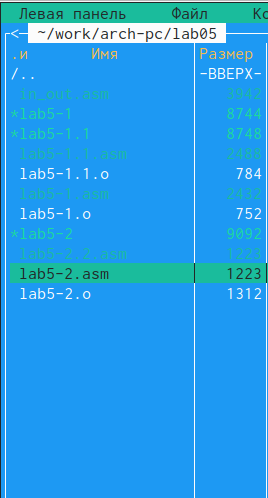 Левая панель Файл Ко
<— ~/work/arch-pc/lab05
.и Имя Размер
/.. -ВВЕРХ-
in_out.asm 3942
*lab5-1 8744
*lab5-1.1 8748
lab5-1.1.asm 2488
lab5-1.1.o 784
lab5-1.asm 2432
lab5-1.o 752
*lab5-2 9092
lab5-2.2.asm 1223
lab5-2.asm 1223
lab5-2.o 1312